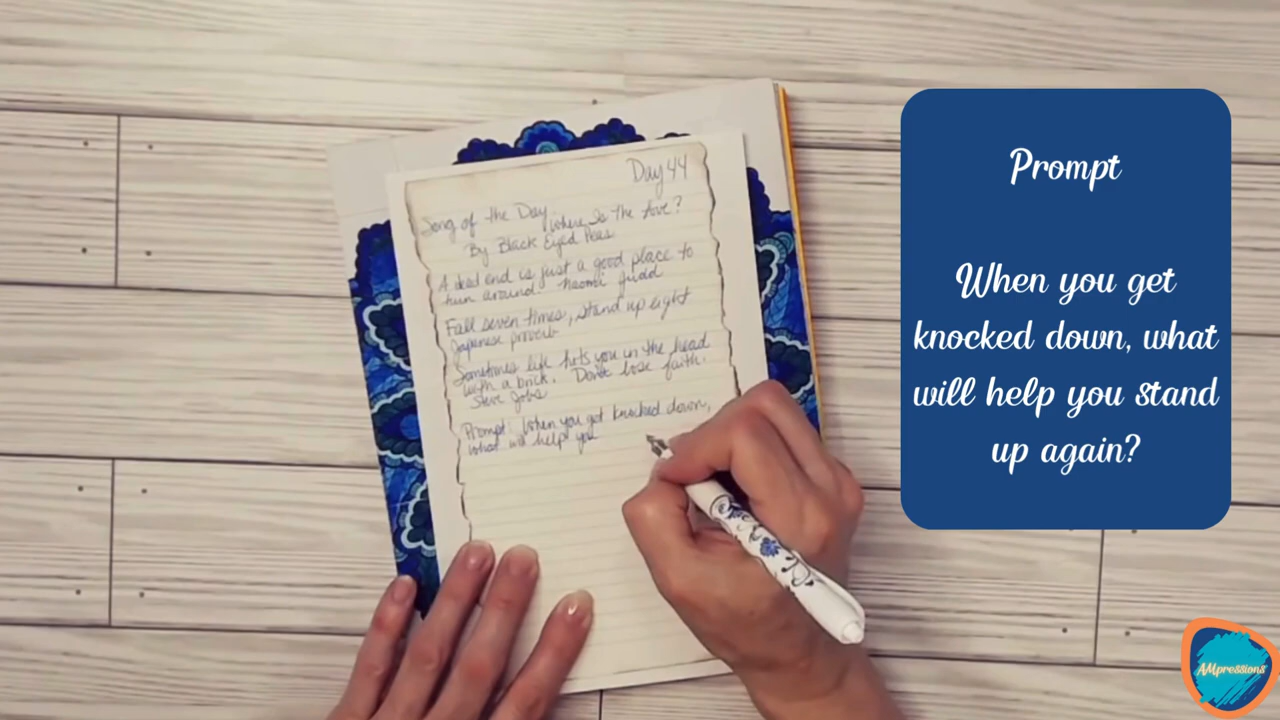 Day 44
Song of the Day Where Is the Love?
By Black Eyed Peas
A dead end is just a good place to
turn around. Naomi Judd
Fall seven times, stand up eight
Japanese proverb
Sometimes life hits you in the head
with a brick. Don't lose faith.
Steve Jobs
Prompt: When you get knocked down,
what will help you
Prompt
When you get
knocked down, what
will help you stand
up again?
AMpressions